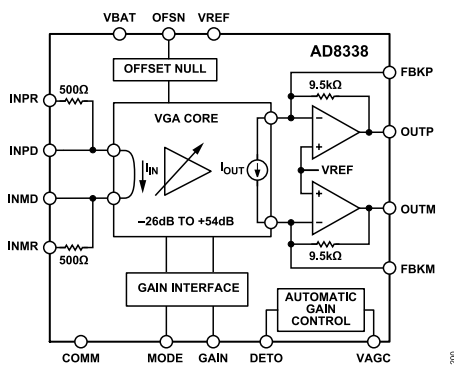 VBAT OFSN VREF
AD8338
OFFSET NULL
FBKP
500Ω
9.5kΩ
INPR
VGA CORE
−
OUTP
+
INPD
IIN
IOUT
VREF
INMD
+
OUTM
−26dB TO +54dB
−
INMR
500Ω
9.5kΩ
FBKM
GAIN INTERFACE
AUTOMATIC
GAIN
CONTROL
COMM MODE GAIN DETO VAGC